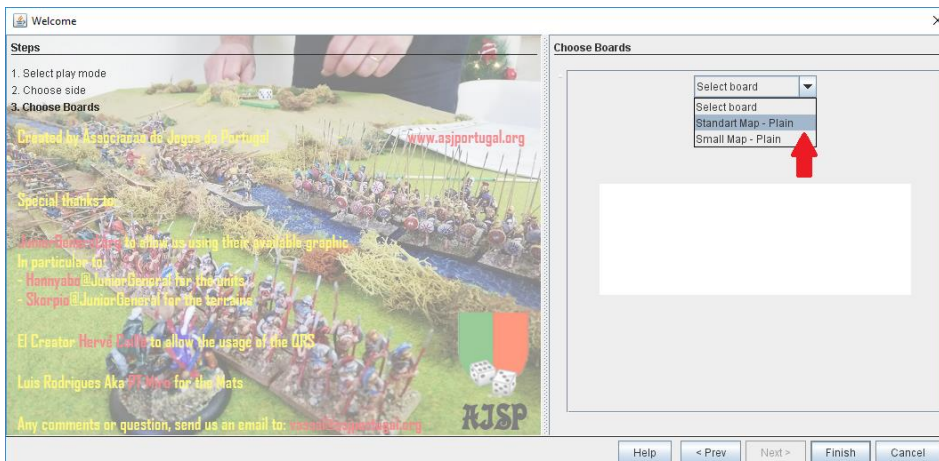 Welcome
Steps
1. Select play mode
2. Choose side
3. Choose Boards
Created by Associacao de Jogos de Portugal
www.asjportugal.org
Special thanks to:
to allow us using their available graphic
In particular to:
- Hannyabo@JuniorGeneral for the units
- Skorpio@JuniorGeneral for the terrains
El Creator Hervé to allow the usage of the QRS
Luis Rodrigues Aka for the Mats
Any comments or question, send us an email to:
AJSP
Choose Boards
Select board
Select board
Standart Map - Plain
Small Map - Plain
Help
< Prev
Next >
Finish
Cancel